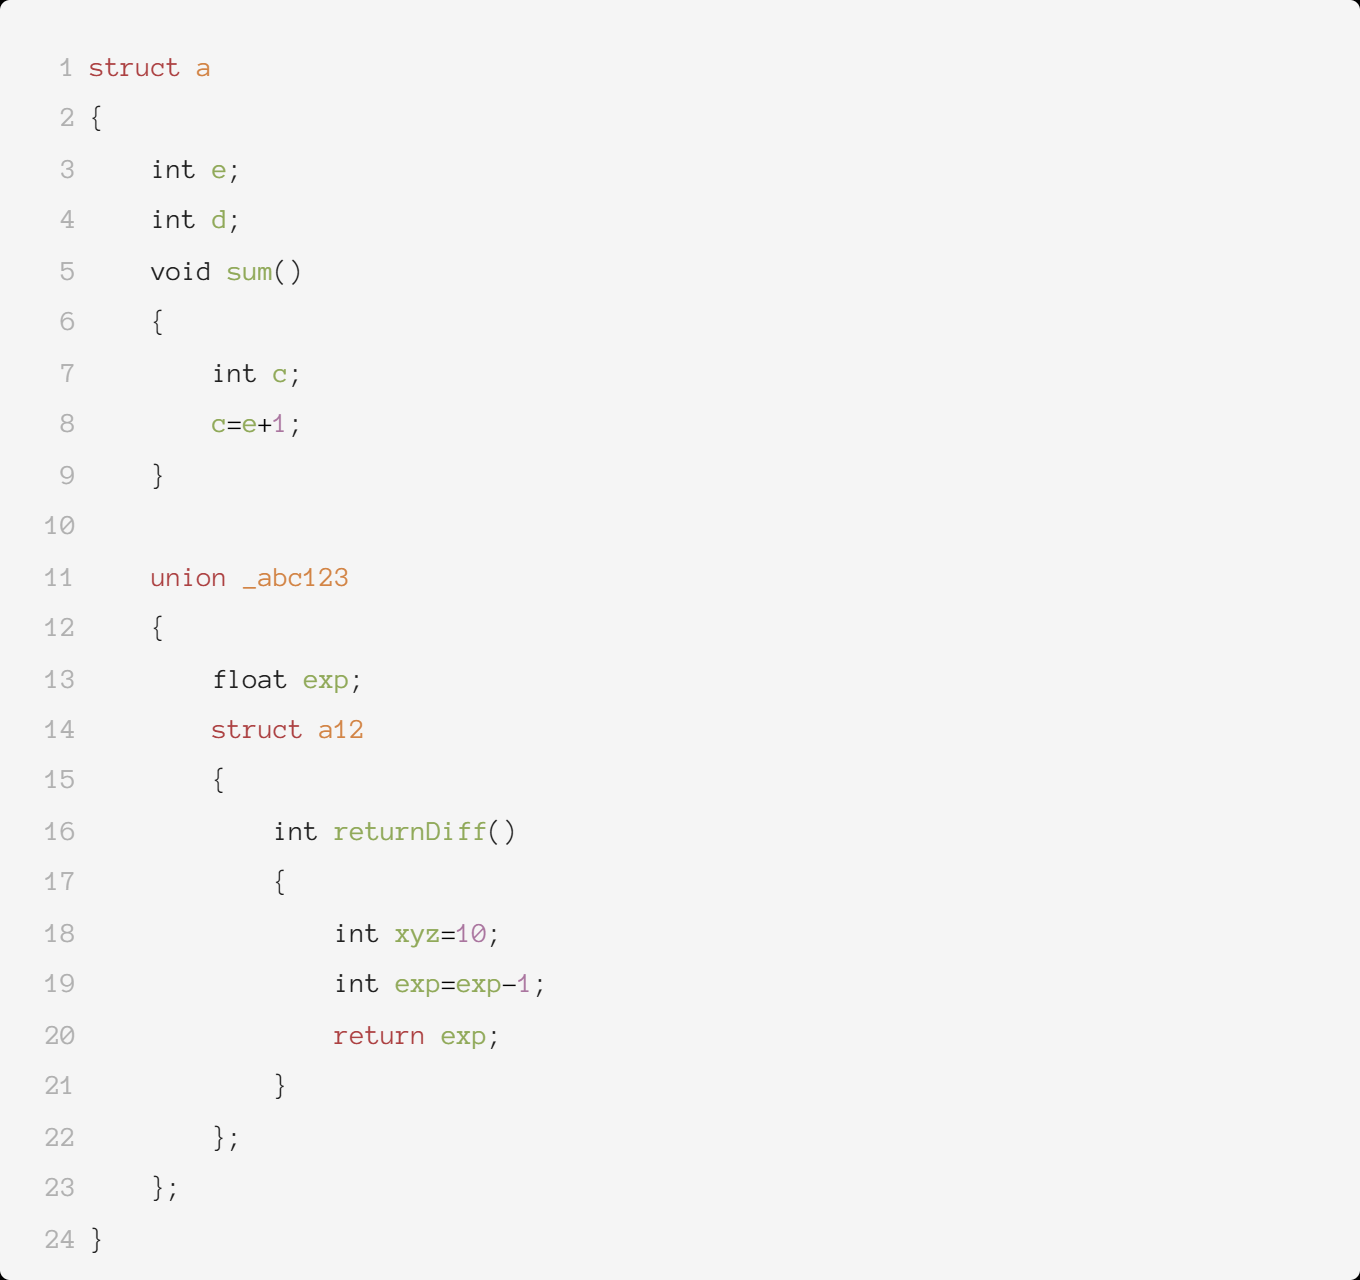 1 struct a
2 {
3     int e;
4     int d;
5     void sum()
6     {
7         int c;
8         c=e+1;
9     }
10
11     union _abc123
12     {
13         float exp;
14         struct a12
15         {
16             int returnDiff()
17             {
18                 int xyz=10;
19                 int exp=exp-1;
20                 return exp;
21             }
22         };
23     };
24 }